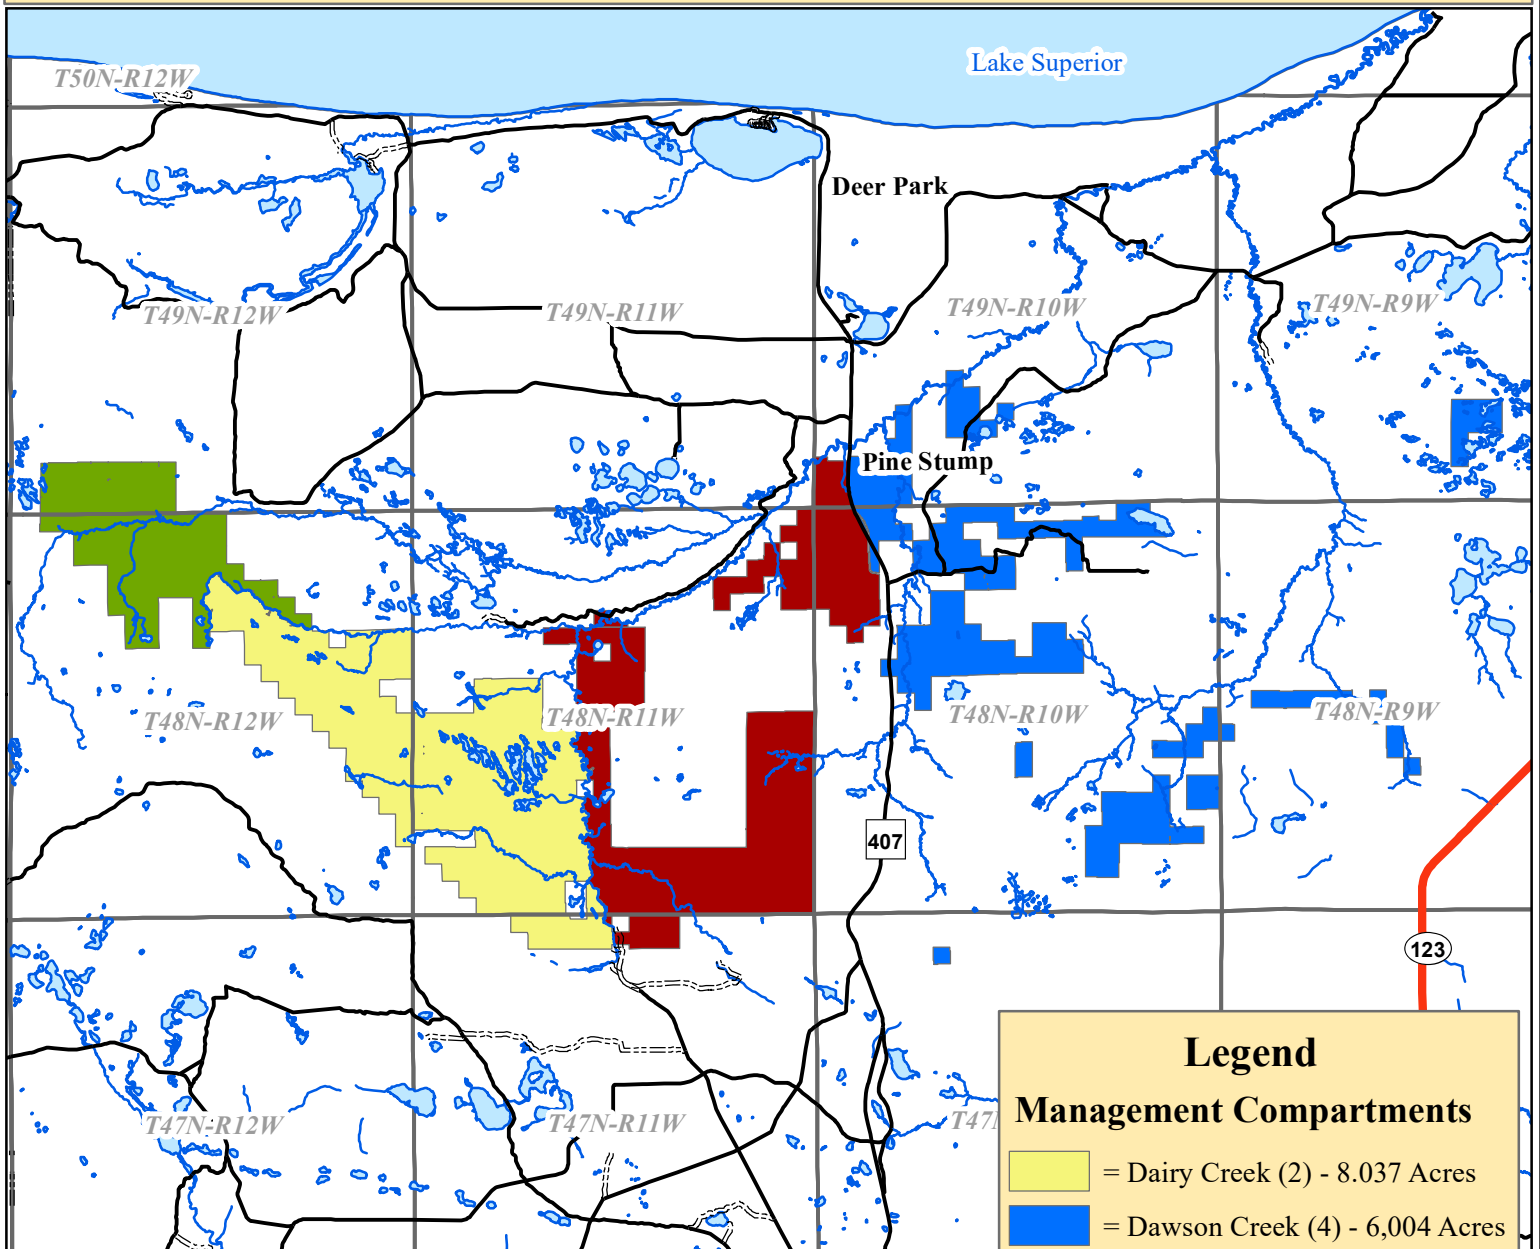 Lake Superior
T50N-R12W
Deer Park
T49N-R12W
T49N-R11W
T49N-R10W
T49N-R9W
Pine Stump
T48N-R12W
T48N-R11W
T48N-R10W
T48N-R9W
407
123
T47N-R12W
T47N-R11W
T47N
Legend
Management Compartments
= Dairy Creek (2) - 8.037 Acres
= Dawson Creek (4) - 6,004 Acres